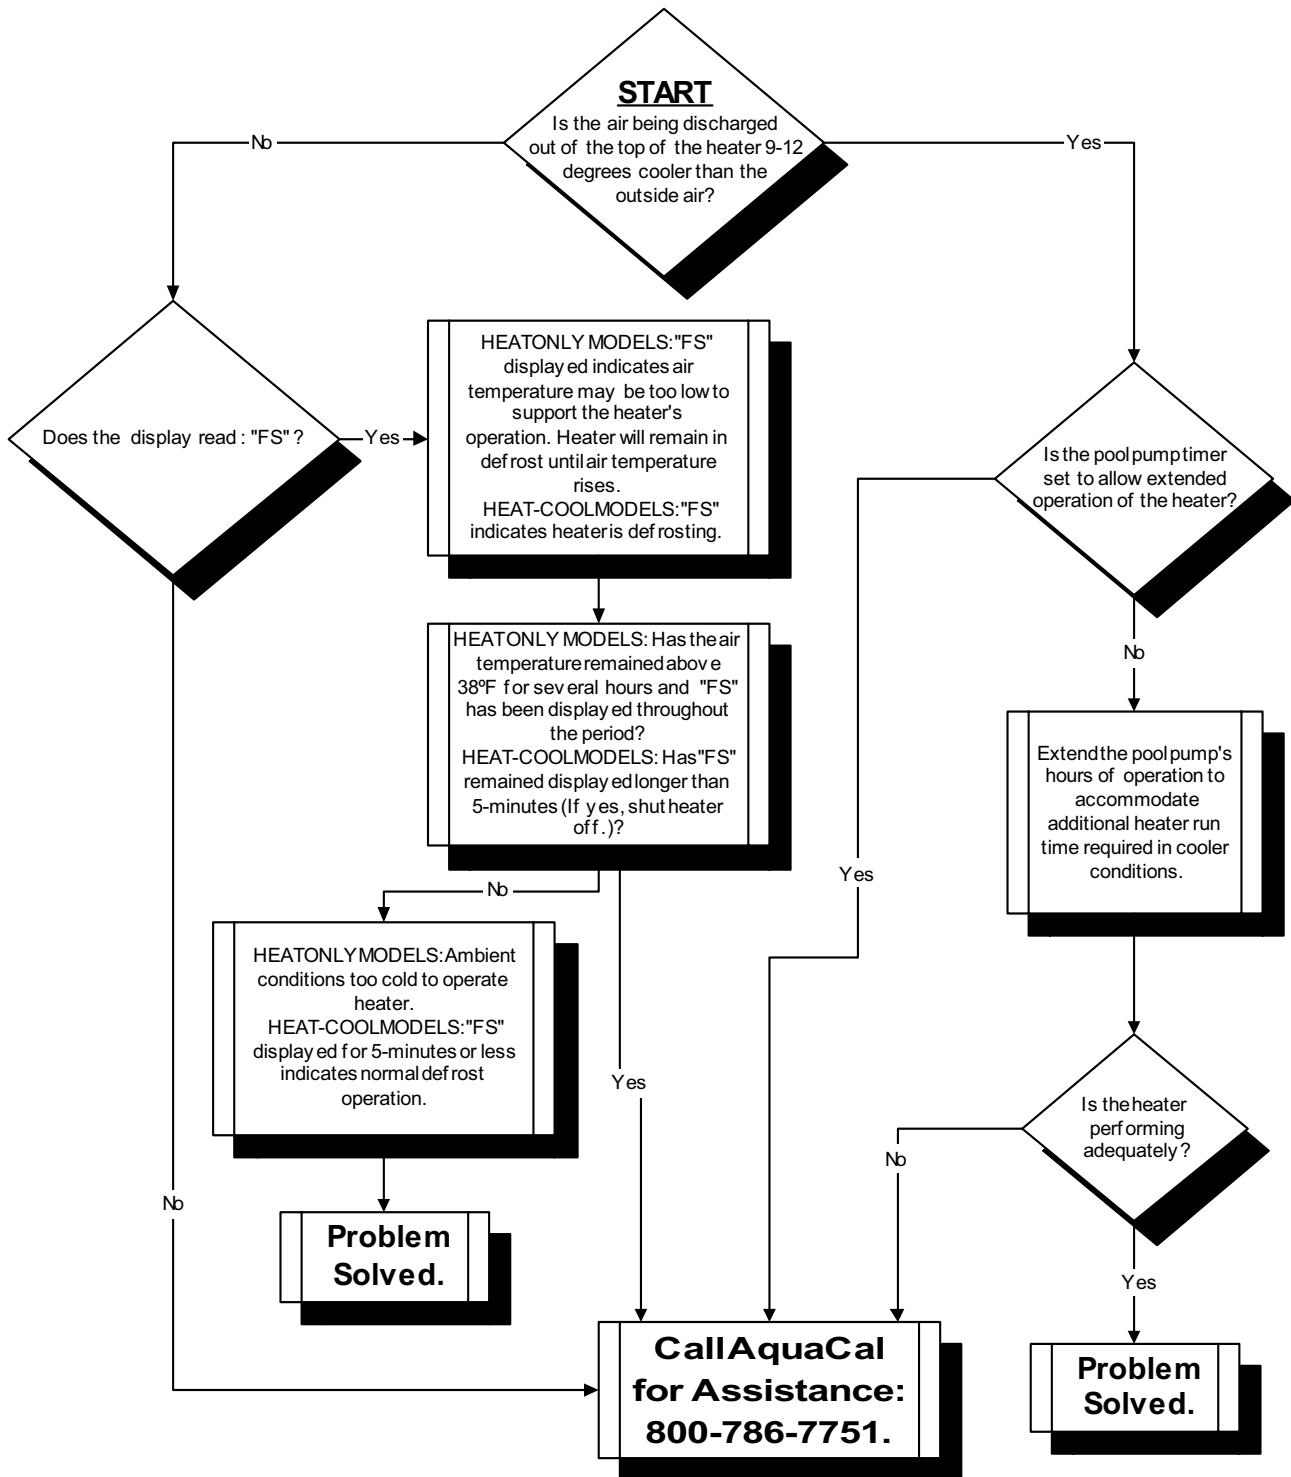 START
Is the air being discharged
out of the top of the heater 9-12
degrees cooler than the
outside air?
No
Yes
Does the display read : "FS" ?
Yes
HEATONLY MODELS:"FS"
displayed indicates air
temperature may be too low to
support the heater's
operation. Heater will remain in
defrost until air temperature
rises.
HEAT-COOLMODELS:"FS"
indicates heater is defrosting.
Is the pool pump timer
set to allow extended
operation of the heater?
No
HEATONLY MODELS: Has the air
temperature remained above
38ºF for several hours and "FS"
has been displayed throughout
the period?
HEAT-COOLMODELS: Has "FS"
remained displayed longer than
5-minutes (If yes, shut heater
off.)?
Extend the pool pump's
hours of operation to
accommodate
additional heater run
time required in cooler
conditions.
Yes
No
HEATONLY MODELS: Ambient
conditions too cold to operate
heater.
HEAT-COOLMODELS:"FS"
displayed for 5-minutes or less
indicates normal defrost
operation.
Yes
Is the heater
performing
adequately?
No
No
Problem
Solved.
Yes
Call AquaCal
for Assistance:
800-786-7751.
Problem
Solved.